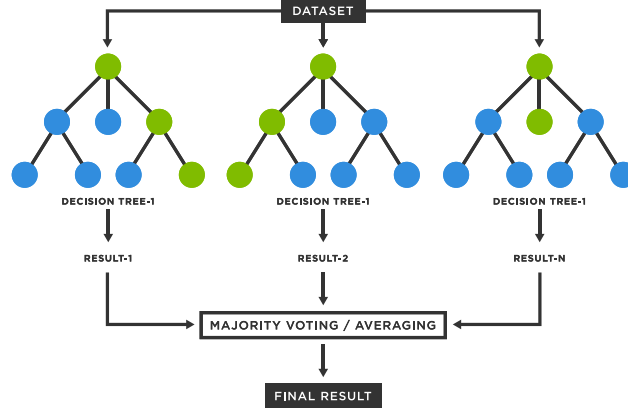 DATASET
DECISION TREE-1
DECISION TREE-1
DECISION TREE-1
RESULT-1
RESULT-2
RESULT-N
MAJORITY VOTING / AVERAGING
FINAL RESULT